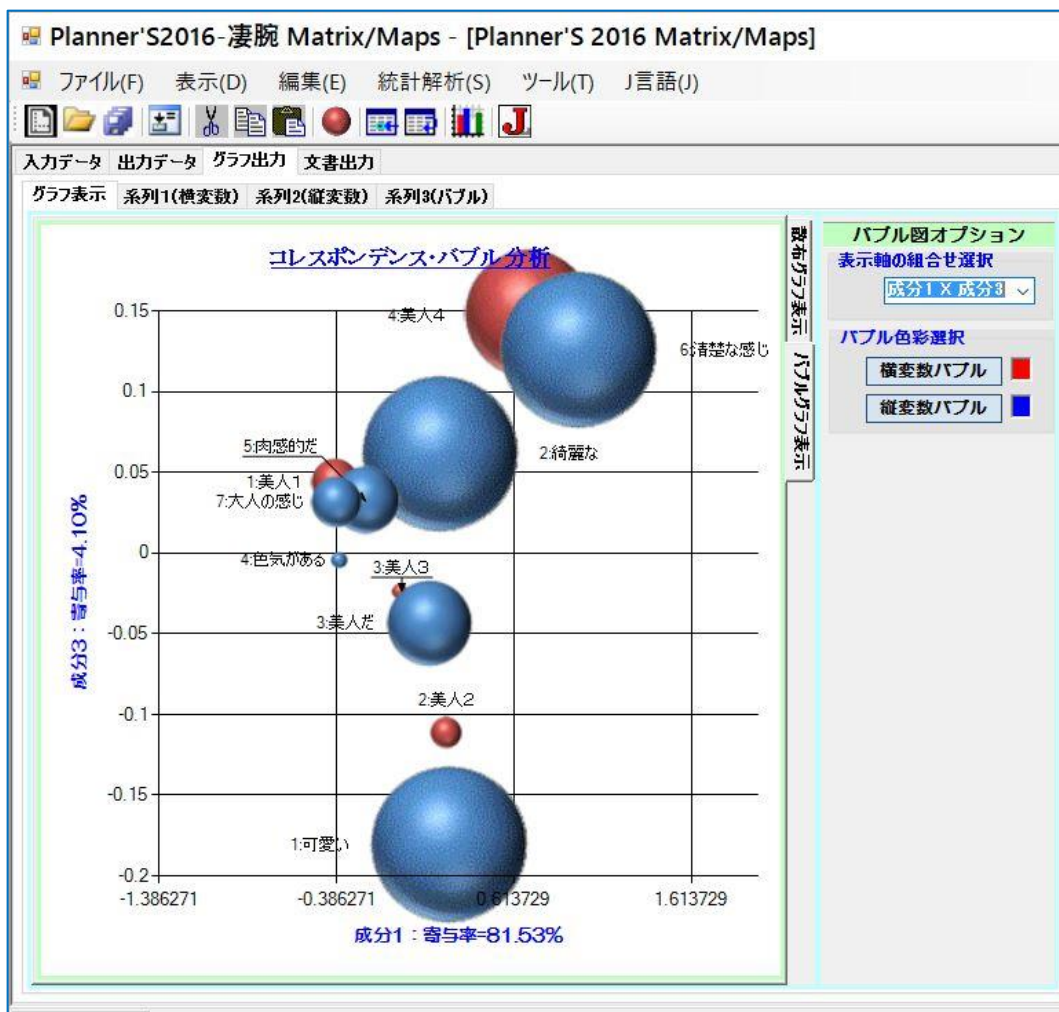 Planner'S2016-凄腕 Matrix/Maps - [Planner'S 2016 Matrix/Maps]
ファイル(F) 表示(D) 編集(E) 統計解析(S) ツール(T) J言語(J)
J
入力データ 出力データ グラフ出力 文書出力
グラフ表示 系列1(横変数) 系列2(縦変数) 系列3(バブル)
コレスポンデンス・バブル 分析
0.15
0.1
0.05
0
-0.05
-0.1
-0.15
-0.2
-1.386271 -0.386271 0.613729 1.613729
成分3:寄与率=4.10%
成分1:寄与率=81.53%
4:美人4
6:清楚な感じ
2:綺麗な
5:肉感的だ
1:美人1
7:大人の感じ
4:色気がある
3:美人3
3:美人だ
2:美人2
1:可愛い
散布グラフ表示
バブルグラフ表示
バブル図オプション
表示軸の組合せ選択
成分1 X 成分3
バブル色彩選択
横変数バブル
縦変数バブル